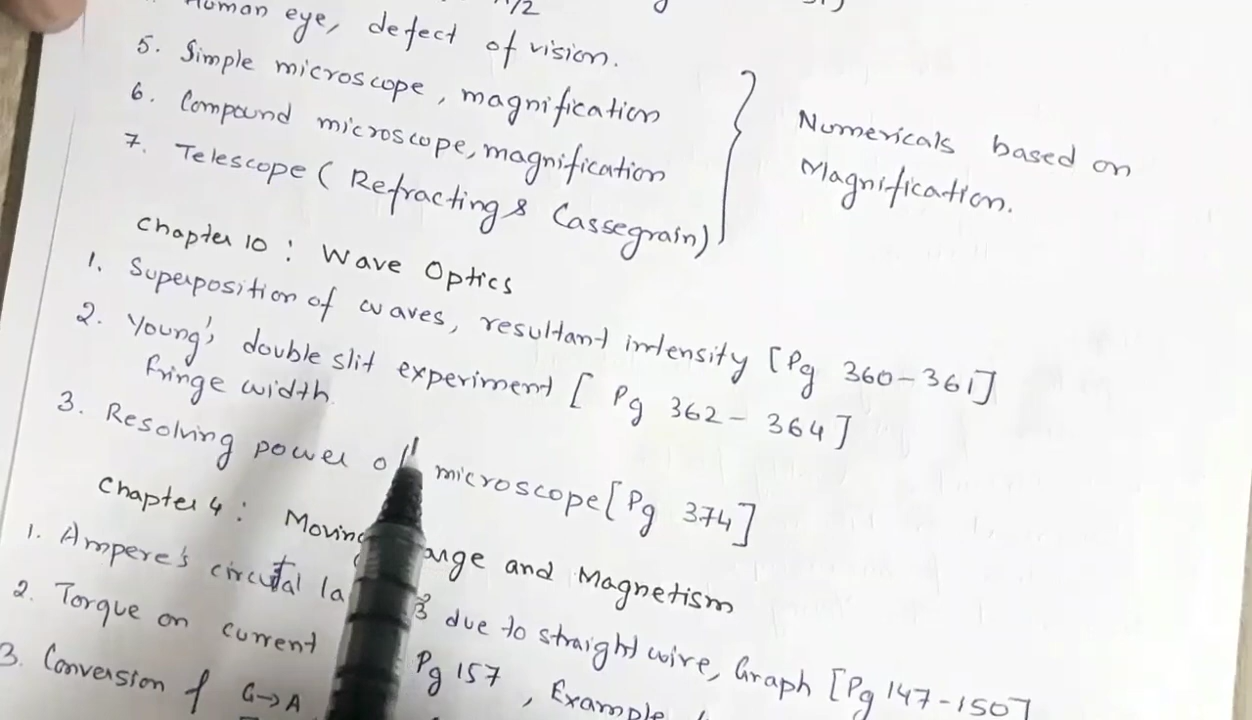 Human eye, defect of vision.
5. Simple microscope, magnification
6. Compound microscope, magnification
7. Telescope ( Refracting & Cassegrain)
Numericals based on
Magnification.
Chapter 10 : Wave Optics
1. Superposition of waves, resultant intensity [Pg 360-361]
2. Young's double slit experiment [ Pg 362 - 364]
fringe width.
3. Resolving power of microscope [Pg 374]
Chapter 4 : Moving and Magnetism
1. Ampere's due to straight wire, Graph [Pg 147-150]
2. Torque on current Pg 157, Example
3. Conversion of G→A